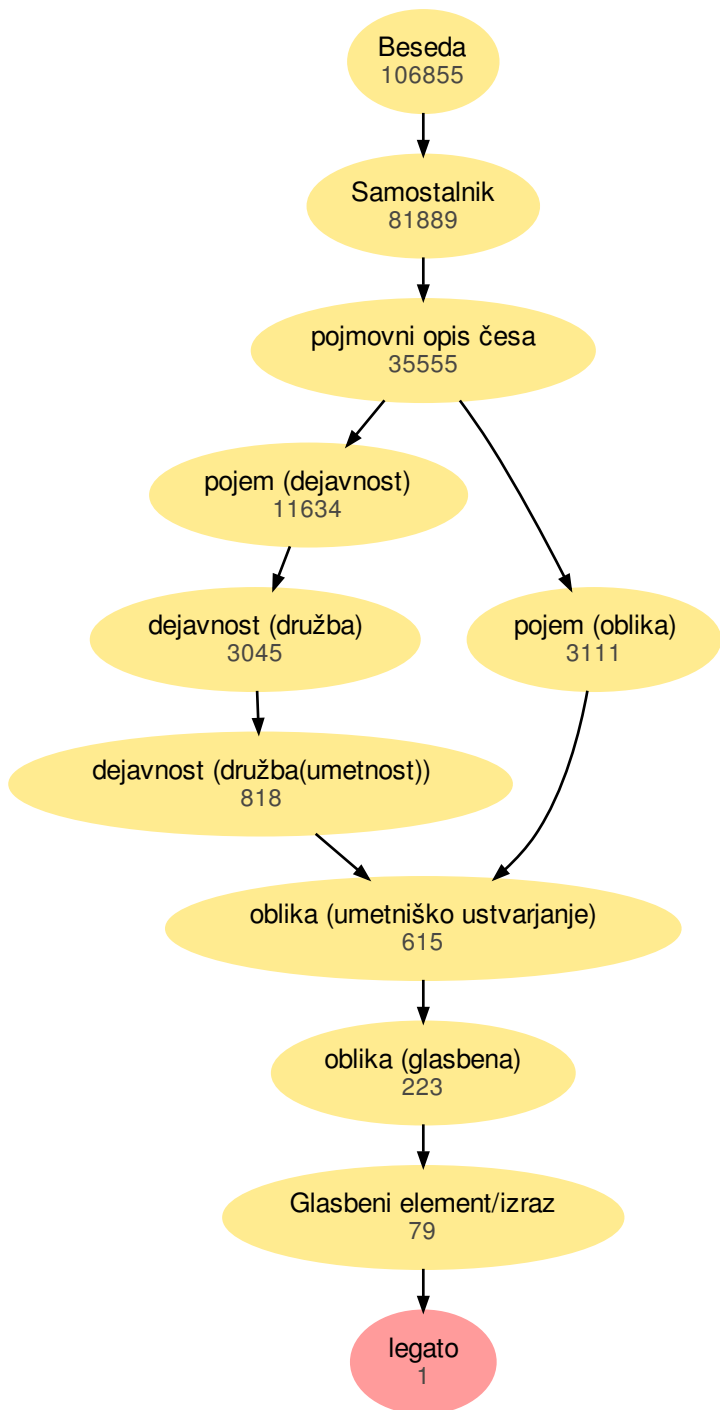 Beseda
106855
Samostalnik
81889
pojmovni opis česa
35555
pojem (dejavnost)
11634
dejavnost (družba)
3045
pojem (oblika)
3111
dejavnost (družba(umetnost))
818
oblika (umetniško ustvarjanje)
615
oblika (glasbena)
223
Glasbeni element/izraz
79
legato
1